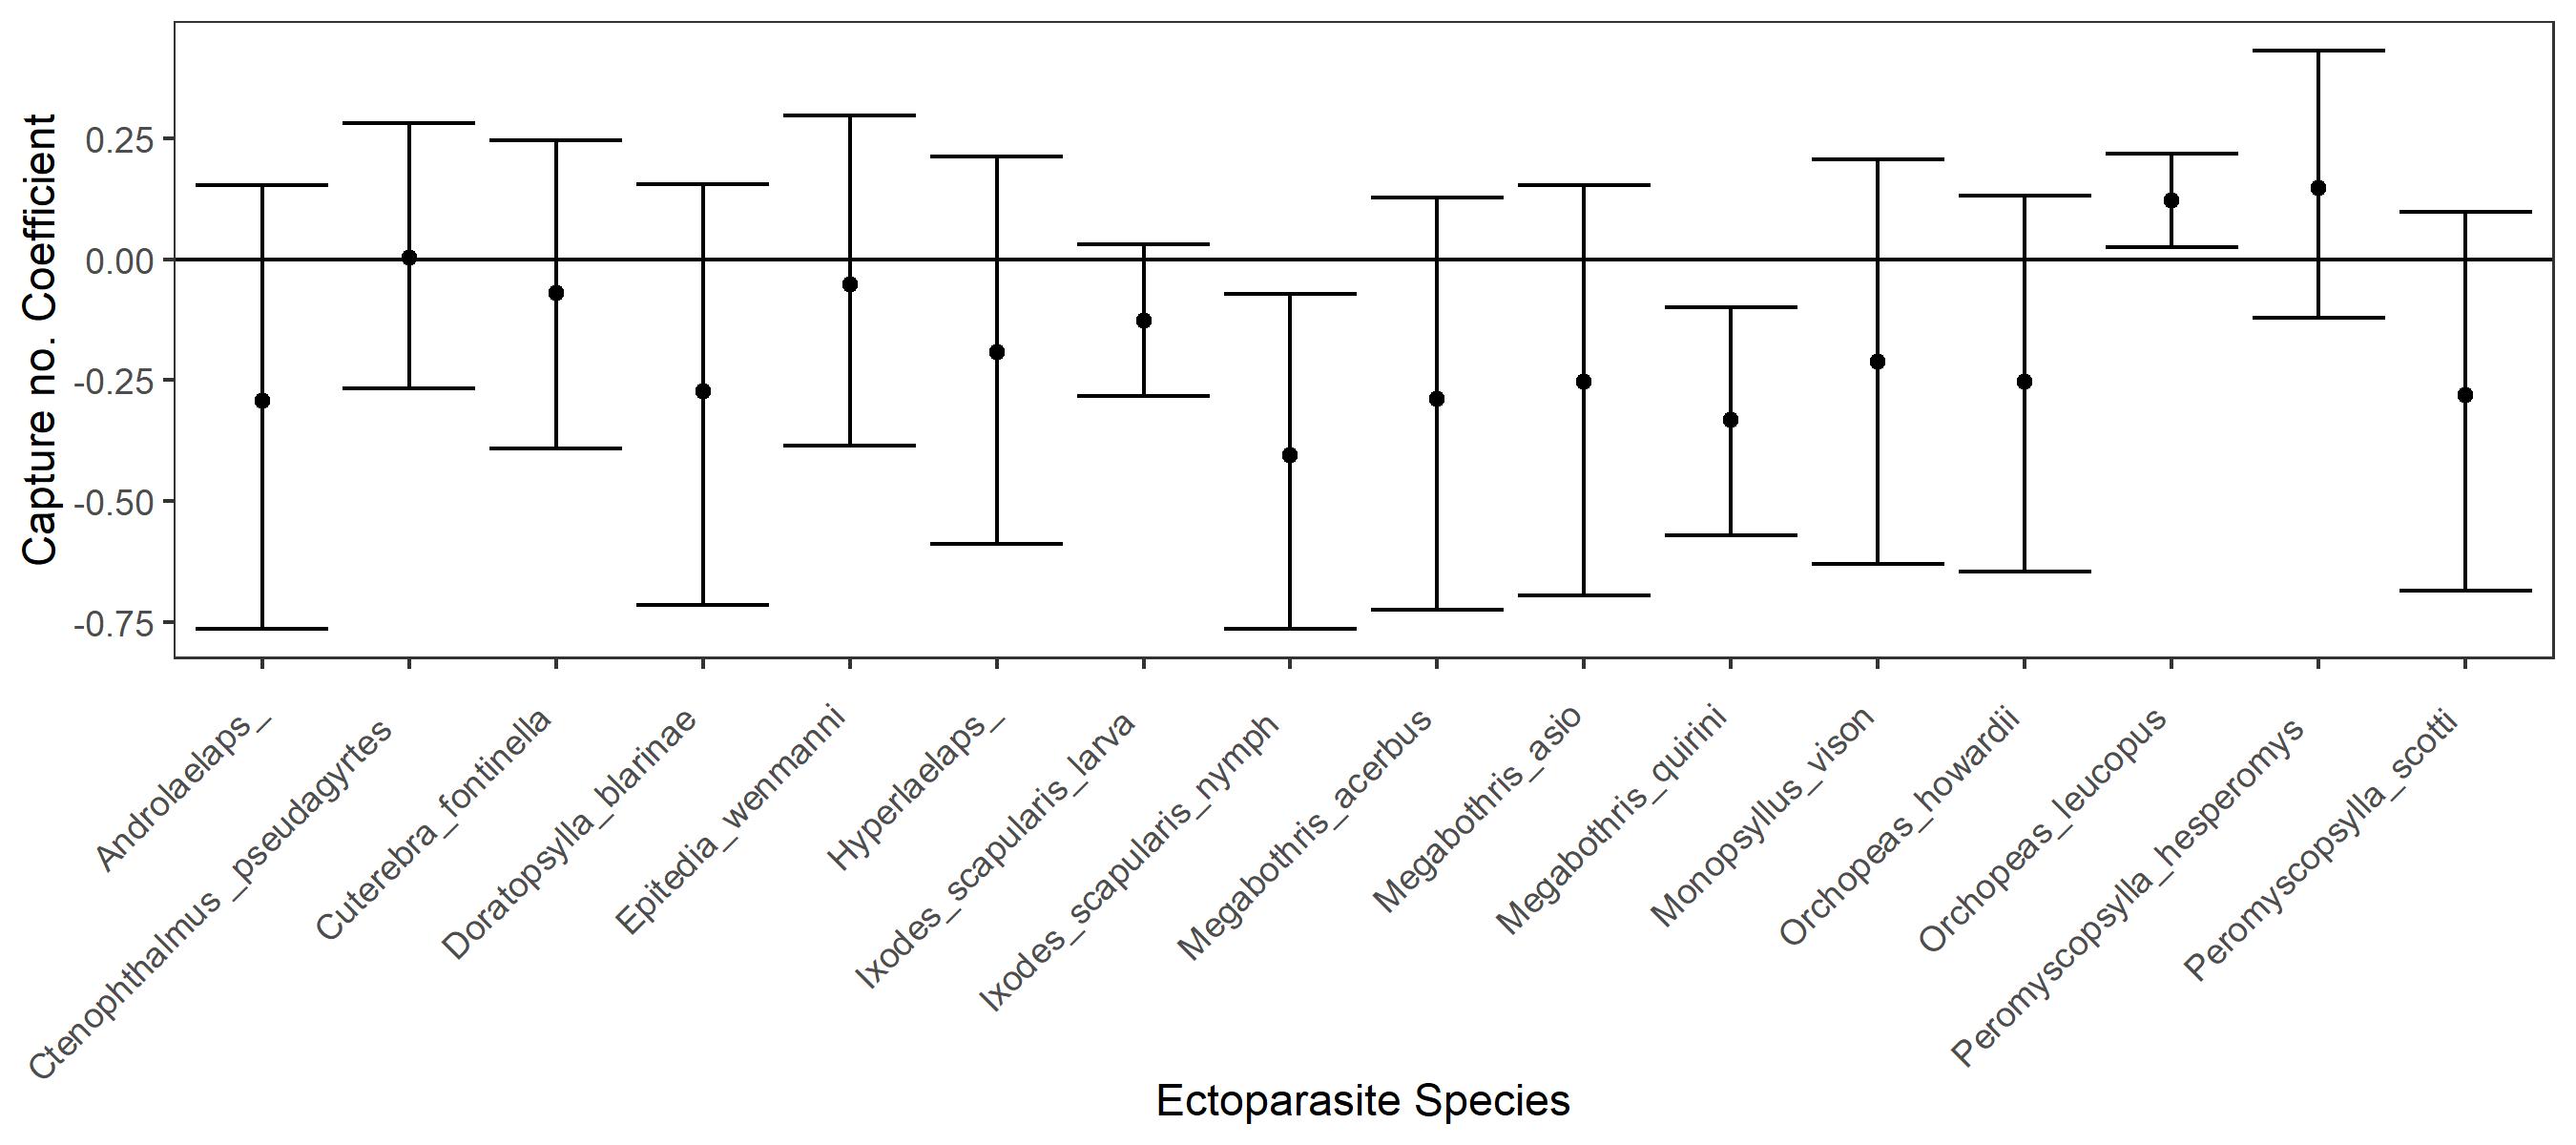 Capture no. Coefficient
0.25
0.00
-0.25
-0.50
-0.75
Androlaelaps_
Ctenophthalmus _pseudagyrtes
Cuterebra_fontinella
Doratopsylla_blarinae
Epitedia_wenmanni
Hyperlaelaps_
Ixodes_scapularis_larva
Ixodes_scapularis_nymph
Megabothris_acerbus
Megabothris_asio
Megabothris_quirini
Monopsyllus_vison
Orchopeas_howardii
Orchopeas_leucopus
Peromyscopsylla_hesperomys
Peromyscopsylla_scotti
Ectoparasite Species